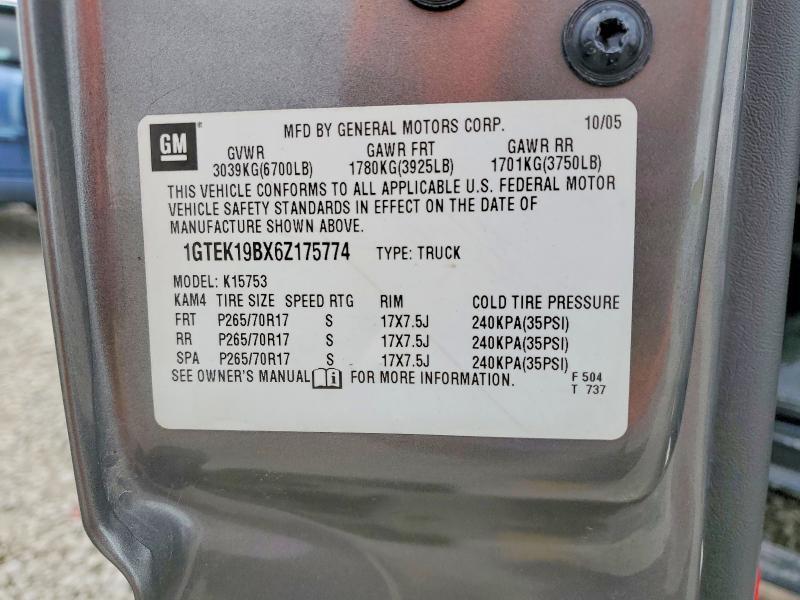 GM® MFD BY GENERAL MOTORS CORP. 10/05
GVWR GAWR FRT GAWR RR
3039KG(6700LB) 1780KG(3925LB) 1701KG(3750LB)
THIS VEHICLE CONFORMS TO ALL APPLICABLE U.S. FEDERAL MOTOR
VEHICLE SAFETY STANDARDS IN EFFECT ON THE DATE OF
MANUFACTURE SHOWN ABOVE.
1GTEK19BX6Z175774 TYPE: TRUCK
MODEL: K15753
KAM4 TIRE SIZE SPEED RTG RIM COLD TIRE PRESSURE
FRT P265/70R17 S 17X7.5J 240KPA(35PSI)
RR P265/70R17 S 17X7.5J 240KPA(35PSI)
SPA P265/70R17 S 17X7.5J 240KPA(35PSI)
SEE OWNER'S MANUAL i FOR MORE INFORMATION. F 504
T 737